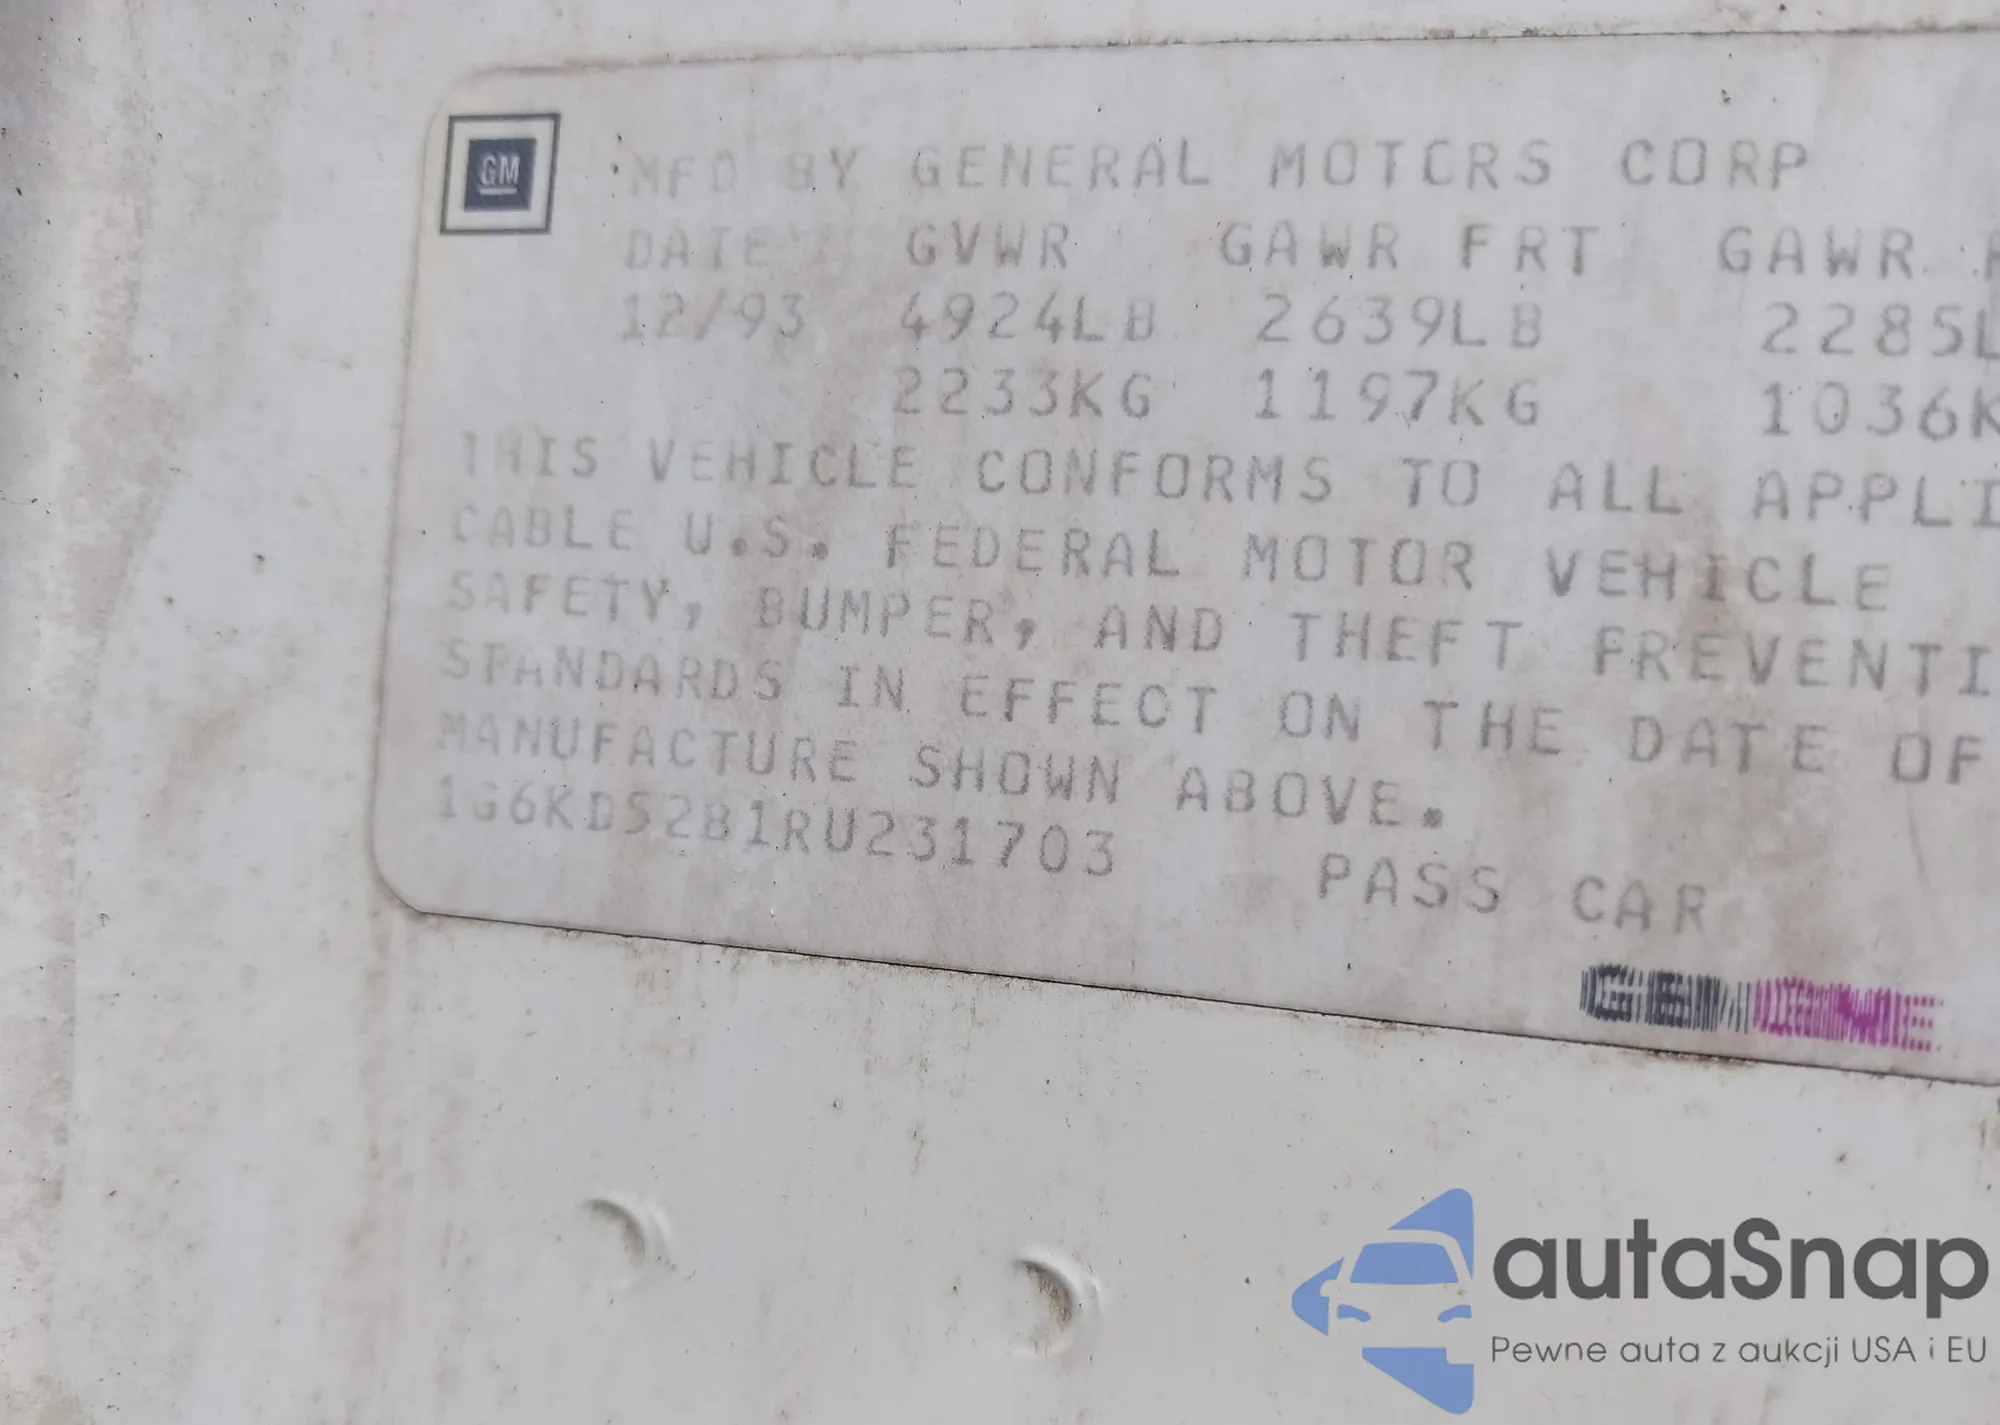 GM
MFD BY GENERAL MOTORS CORP
DATE GVWR GAWR FRT GAWR
12/93 4924LB 2639LB 2285L
2233KG 1197KG 1036K
THIS VEHICLE CONFORMS TO ALL APPLI
CABLE U.S. FEDERAL MOTOR VEHICLE
SAFETY, BUMPER, AND THEFT PREVENTI
STANDARDS IN EFFECT ON THE DATE OF
MANUFACTURE SHOWN ABOVE.
1G6KD52B1RU231703 PASS CAR
autaSnap
Pewne auta z aukcji USA i EU